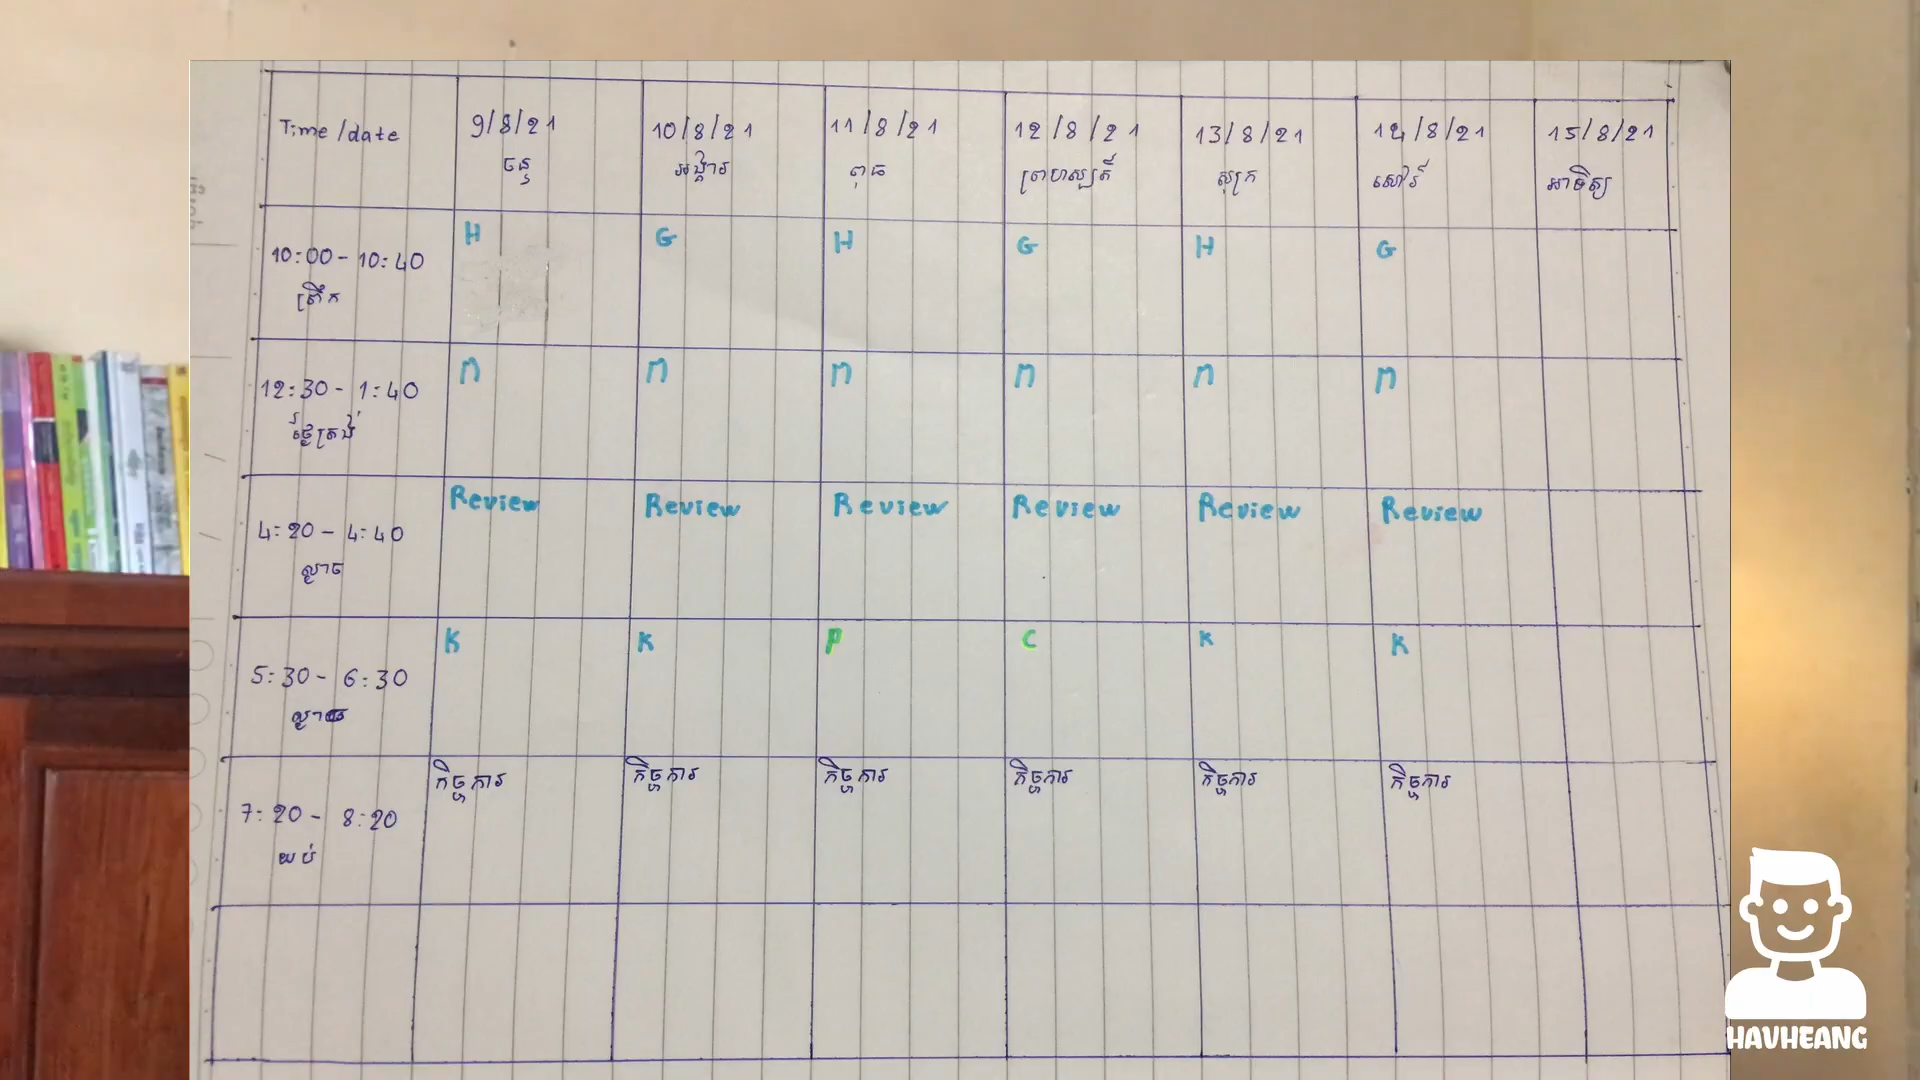 Time/date 9/8/21 10/8/21 11/8/21 12/8/21 13/8/21 14/8/21 15/8/21
ចន្ទ អង្គារ ពុធ ព្រហស្បតិ៍ សុក្រ សៅរ៍ អាទិត្យ
10:00 - 10:40 H G H G H G
ព្រឹក
12:30 - 1:40 M M M M M M
ថ្ងៃត្រង់
4:20 - 4:40 Review Review Review Review Review Review
ល្ងាច
5:30 - 6:30 K K P C K K
ល្ងាច
7:20 - 8:20 កិច្ចការ កិច្ចការ កិច្ចការ កិច្ចការ កិច្ចការ កិច្ចការ
យប់
HAVHEANG